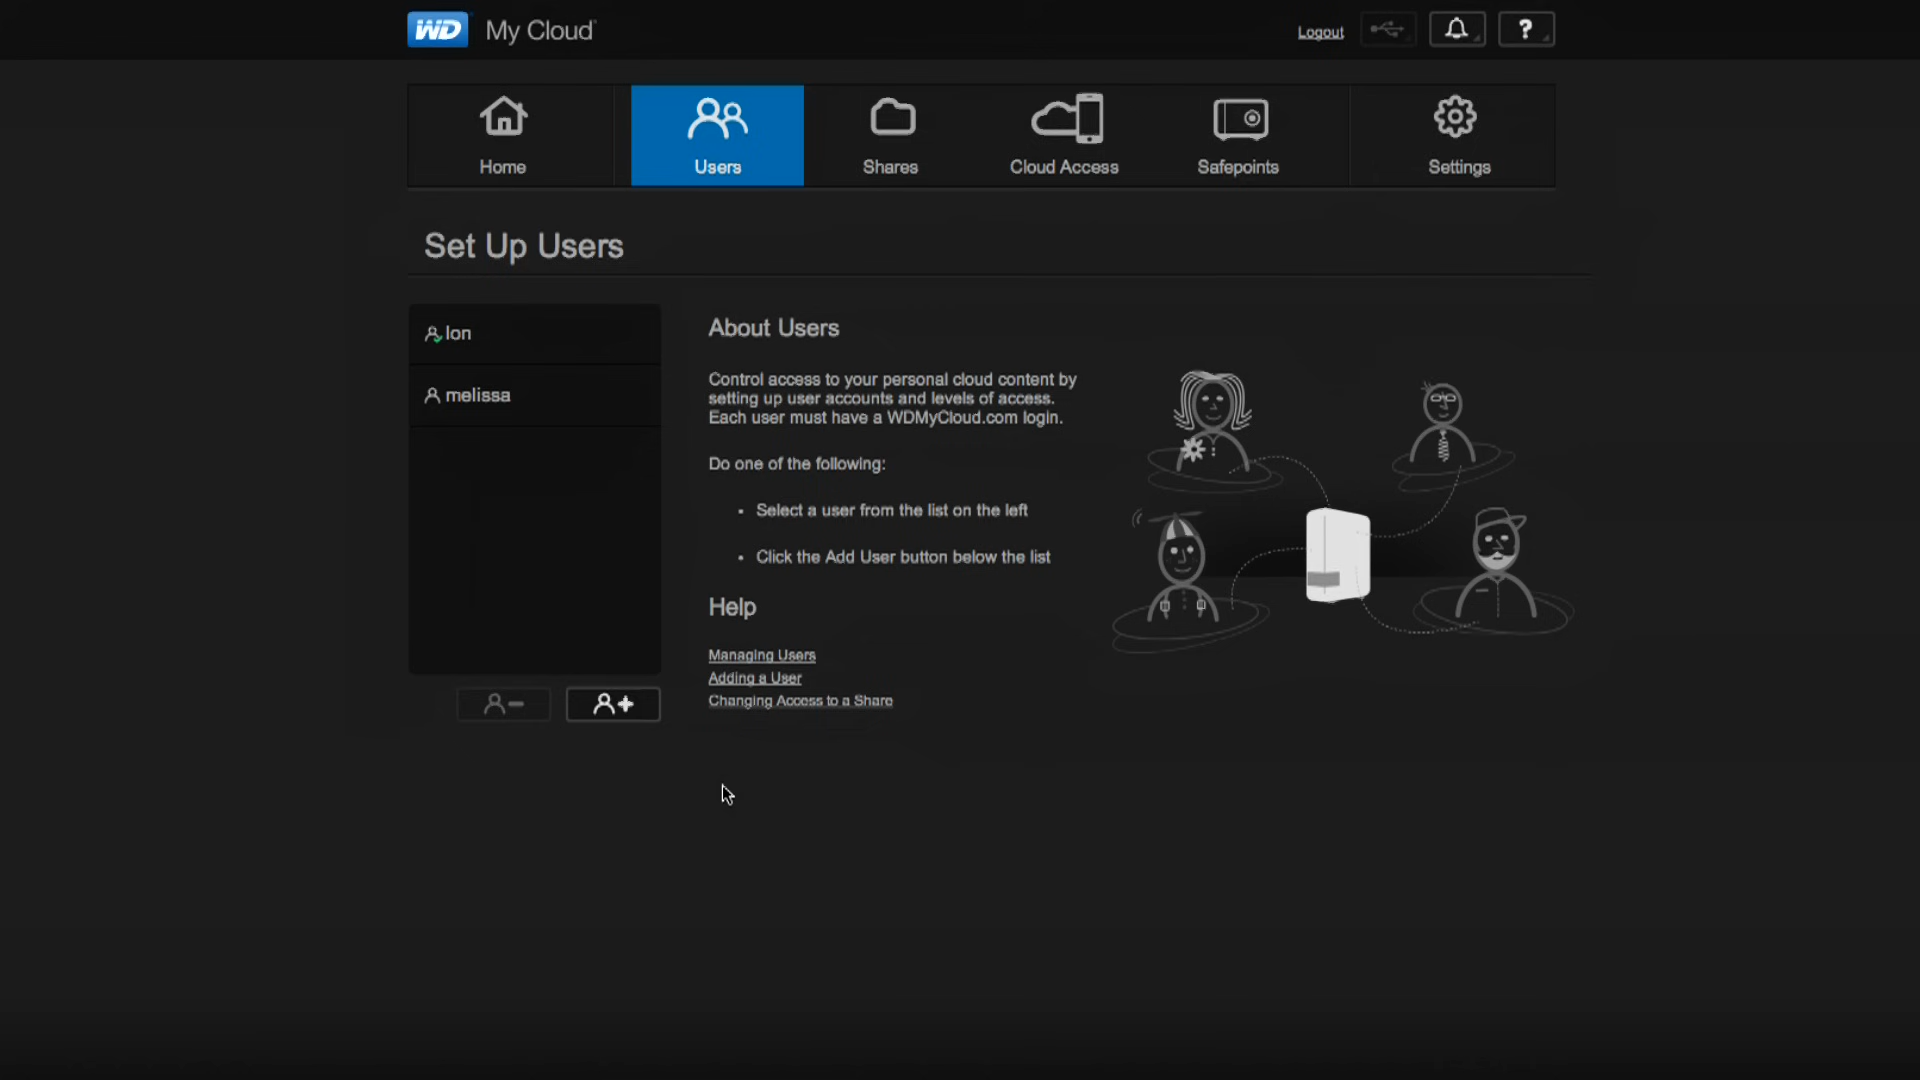 WD My Cloud
Logout
?
Home
Users
Shares
Cloud Access
Safepoints
Settings
Set Up Users
lon
melissa
About Users
Control access to your personal cloud content by
setting up user accounts and levels of access.
Each user must have a WDMyCloud.com login.
Do one of the following:
• Select a user from the list on the left
• Click the Add User button below the list
Help
Managing Users
Adding a User
Changing Access to a Share